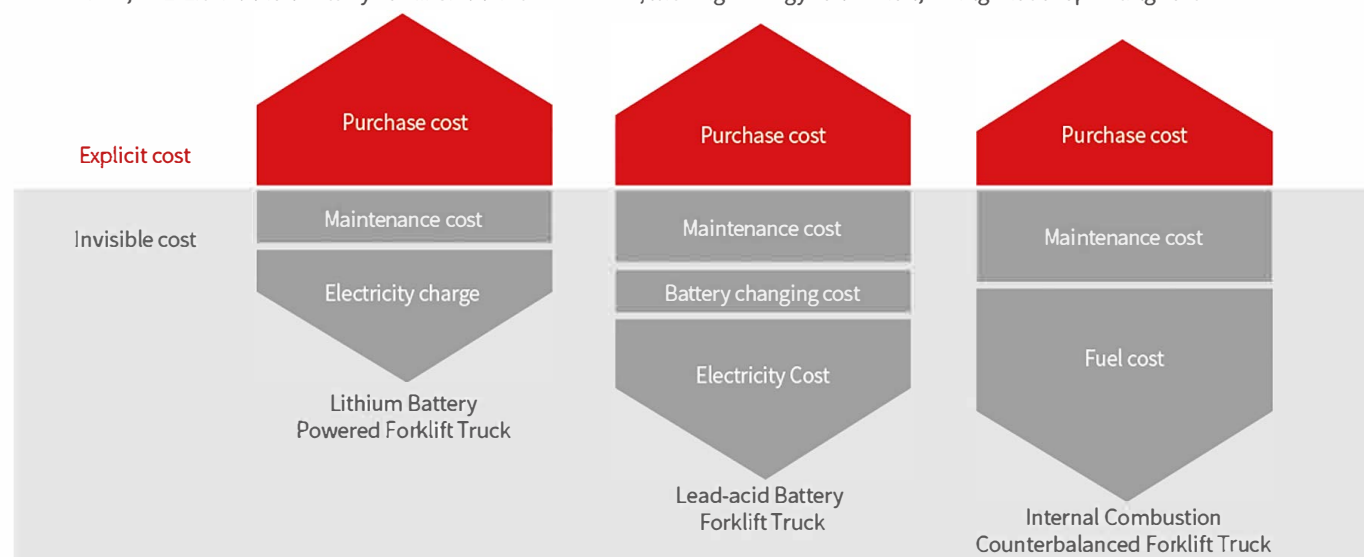 Explicit cost
Invisible cost
Purchase cost
Maintenance cost
Electricity charge
Lithium Battery
Powered Forklift Truck
Purchase cost
Maintenance cost
Battery changing cost
Electricity Cost
Lead-acid Battery
Forklift Truck
Purchase cost
Maintenance cost
Fuel cost
Internal Combustion
Counterbalanced Forklift Truck